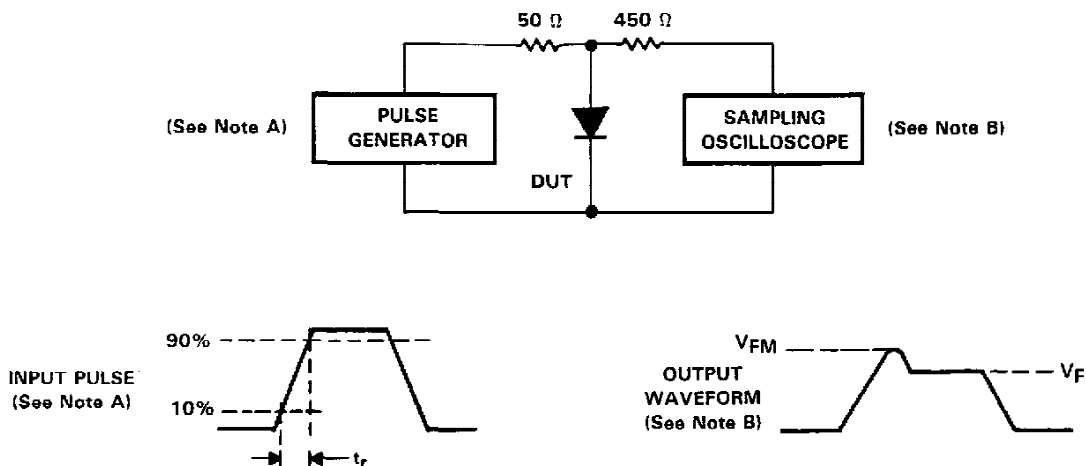 50 Ω 450 Ω
(See Note A)
PULSE
GENERATOR
SAMPLING
OSCILLOSCOPE
(See Note B)
DUT
90%
10%
INPUT PULSE
(See Note A)
tr
VFM
VF
OUTPUT
WAVEFORM
(See Note B)